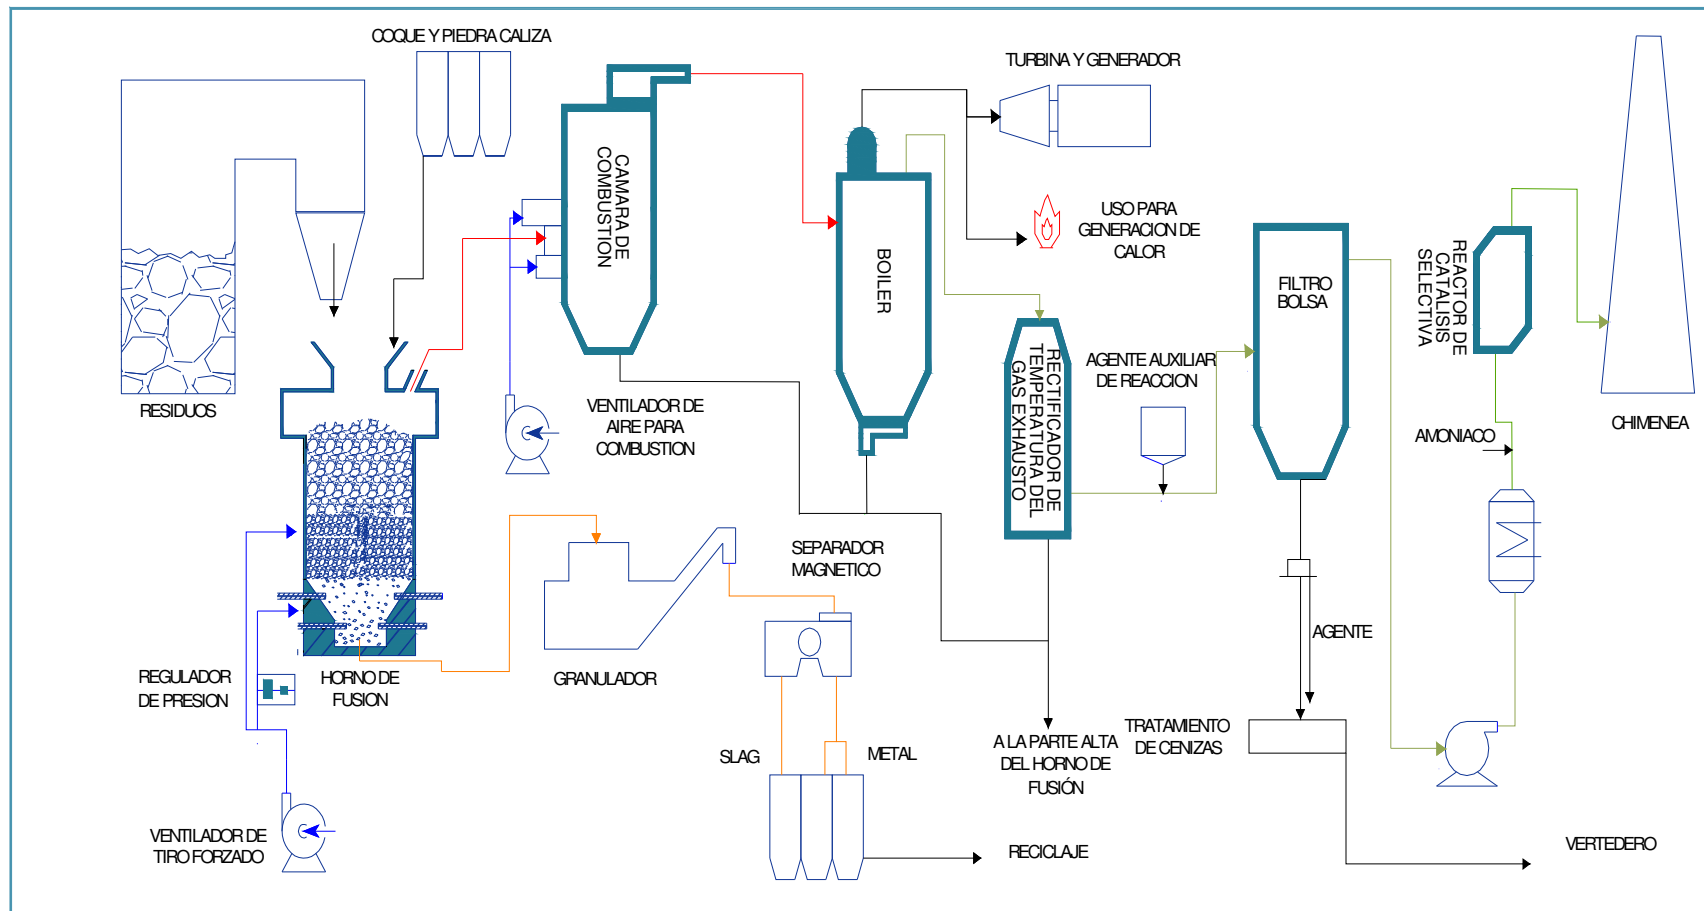 COQUE Y PIEDRA CALIZA
TURBINA Y GENERADOR
CAMARA DE
COMBUSTION
BOILER
USO PARA
GENERACION DE
CALOR
FILTRO
BOLSA
REACTOR DE
CATALISIS
SELECTIVA
RESIDUOS
VENTILADOR DE
AIRE PARA
COMBUSTION
RECTIFICADOR DE
TEMPERATURA DEL
GAS EXHAUSTO
AGENTE AUXILIAR
DE REACCION
CHIMENEA
AMONIACO
SEPARADOR
MAGNETICO
AGENTE
REGULADOR
DE PRESION
HORNO DE
FUSION
GRANULADOR
SLAG
METAL
A LA PARTE ALTA
DEL HORNO DE
FUSIÓN
TRATAMIENTO
DE CENIZAS
VENTILADOR DE
TIRO FORZADO
RECICLAJE
VERTEDERO